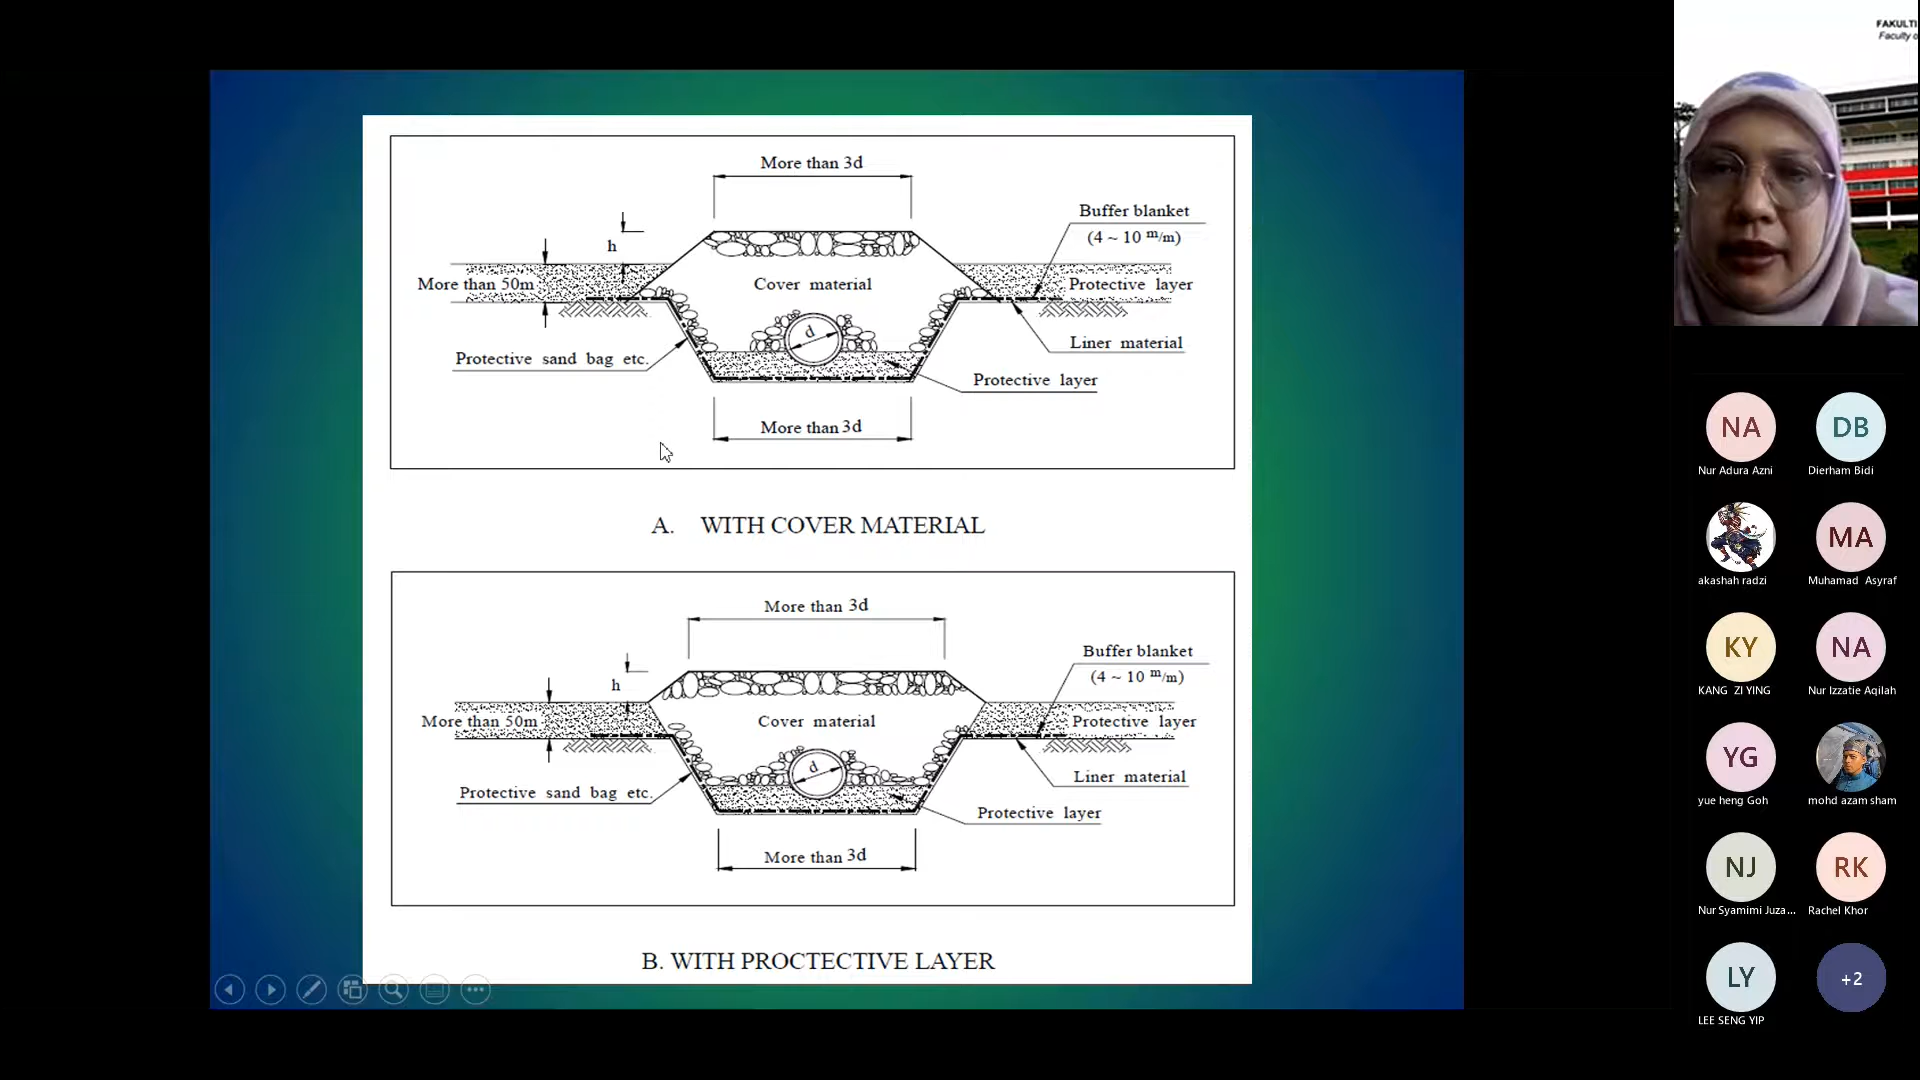 FAKULTI
Faculty o
More than 3d
Buffer blanket
(4 ~ 10 m/m)
h
More than 50m
Cover material
Protective layer
d
Liner material
Protective sand bag etc.
Protective layer
More than 3d
A. WITH COVER MATERIAL
More than 3d
Buffer blanket
(4 ~ 10 m/m)
h
More than 50m
Cover material
Protective layer
d
Liner material
Protective sand bag etc.
Protective layer
More than 3d
B. WITH PROCTECTIVE LAYER
NA
DB
Nur Adura Azni
Dierham Bidi
MA
akashah radzi
Muhamad Asyraf
KY
NA
KANG ZI YING
Nur Izzatie Aqilah
YG
yue heng Goh
mohd azam sham
NJ
RK
Nur Syamimi Juza...
Rachel Khor
LY
+2
LEE SENG YIP